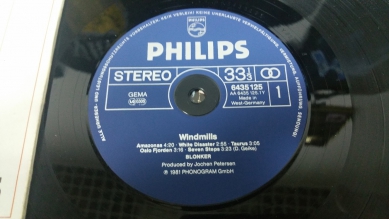 PHILIPS
STEREO
33⅓
GEMA
6435 125
AA 6435 125 1Y
Made in
West-Germany
1
Windmills
Amazonas 4:20 · White Disaster 2:55 · Taurus 3:05
Oslo Fjorden 3:16 · Seven Steps 3:23 (D. Geike)
BLONKER
Produced by Jochen Petersen
℗ 1981 PHONOGRAM GmbH